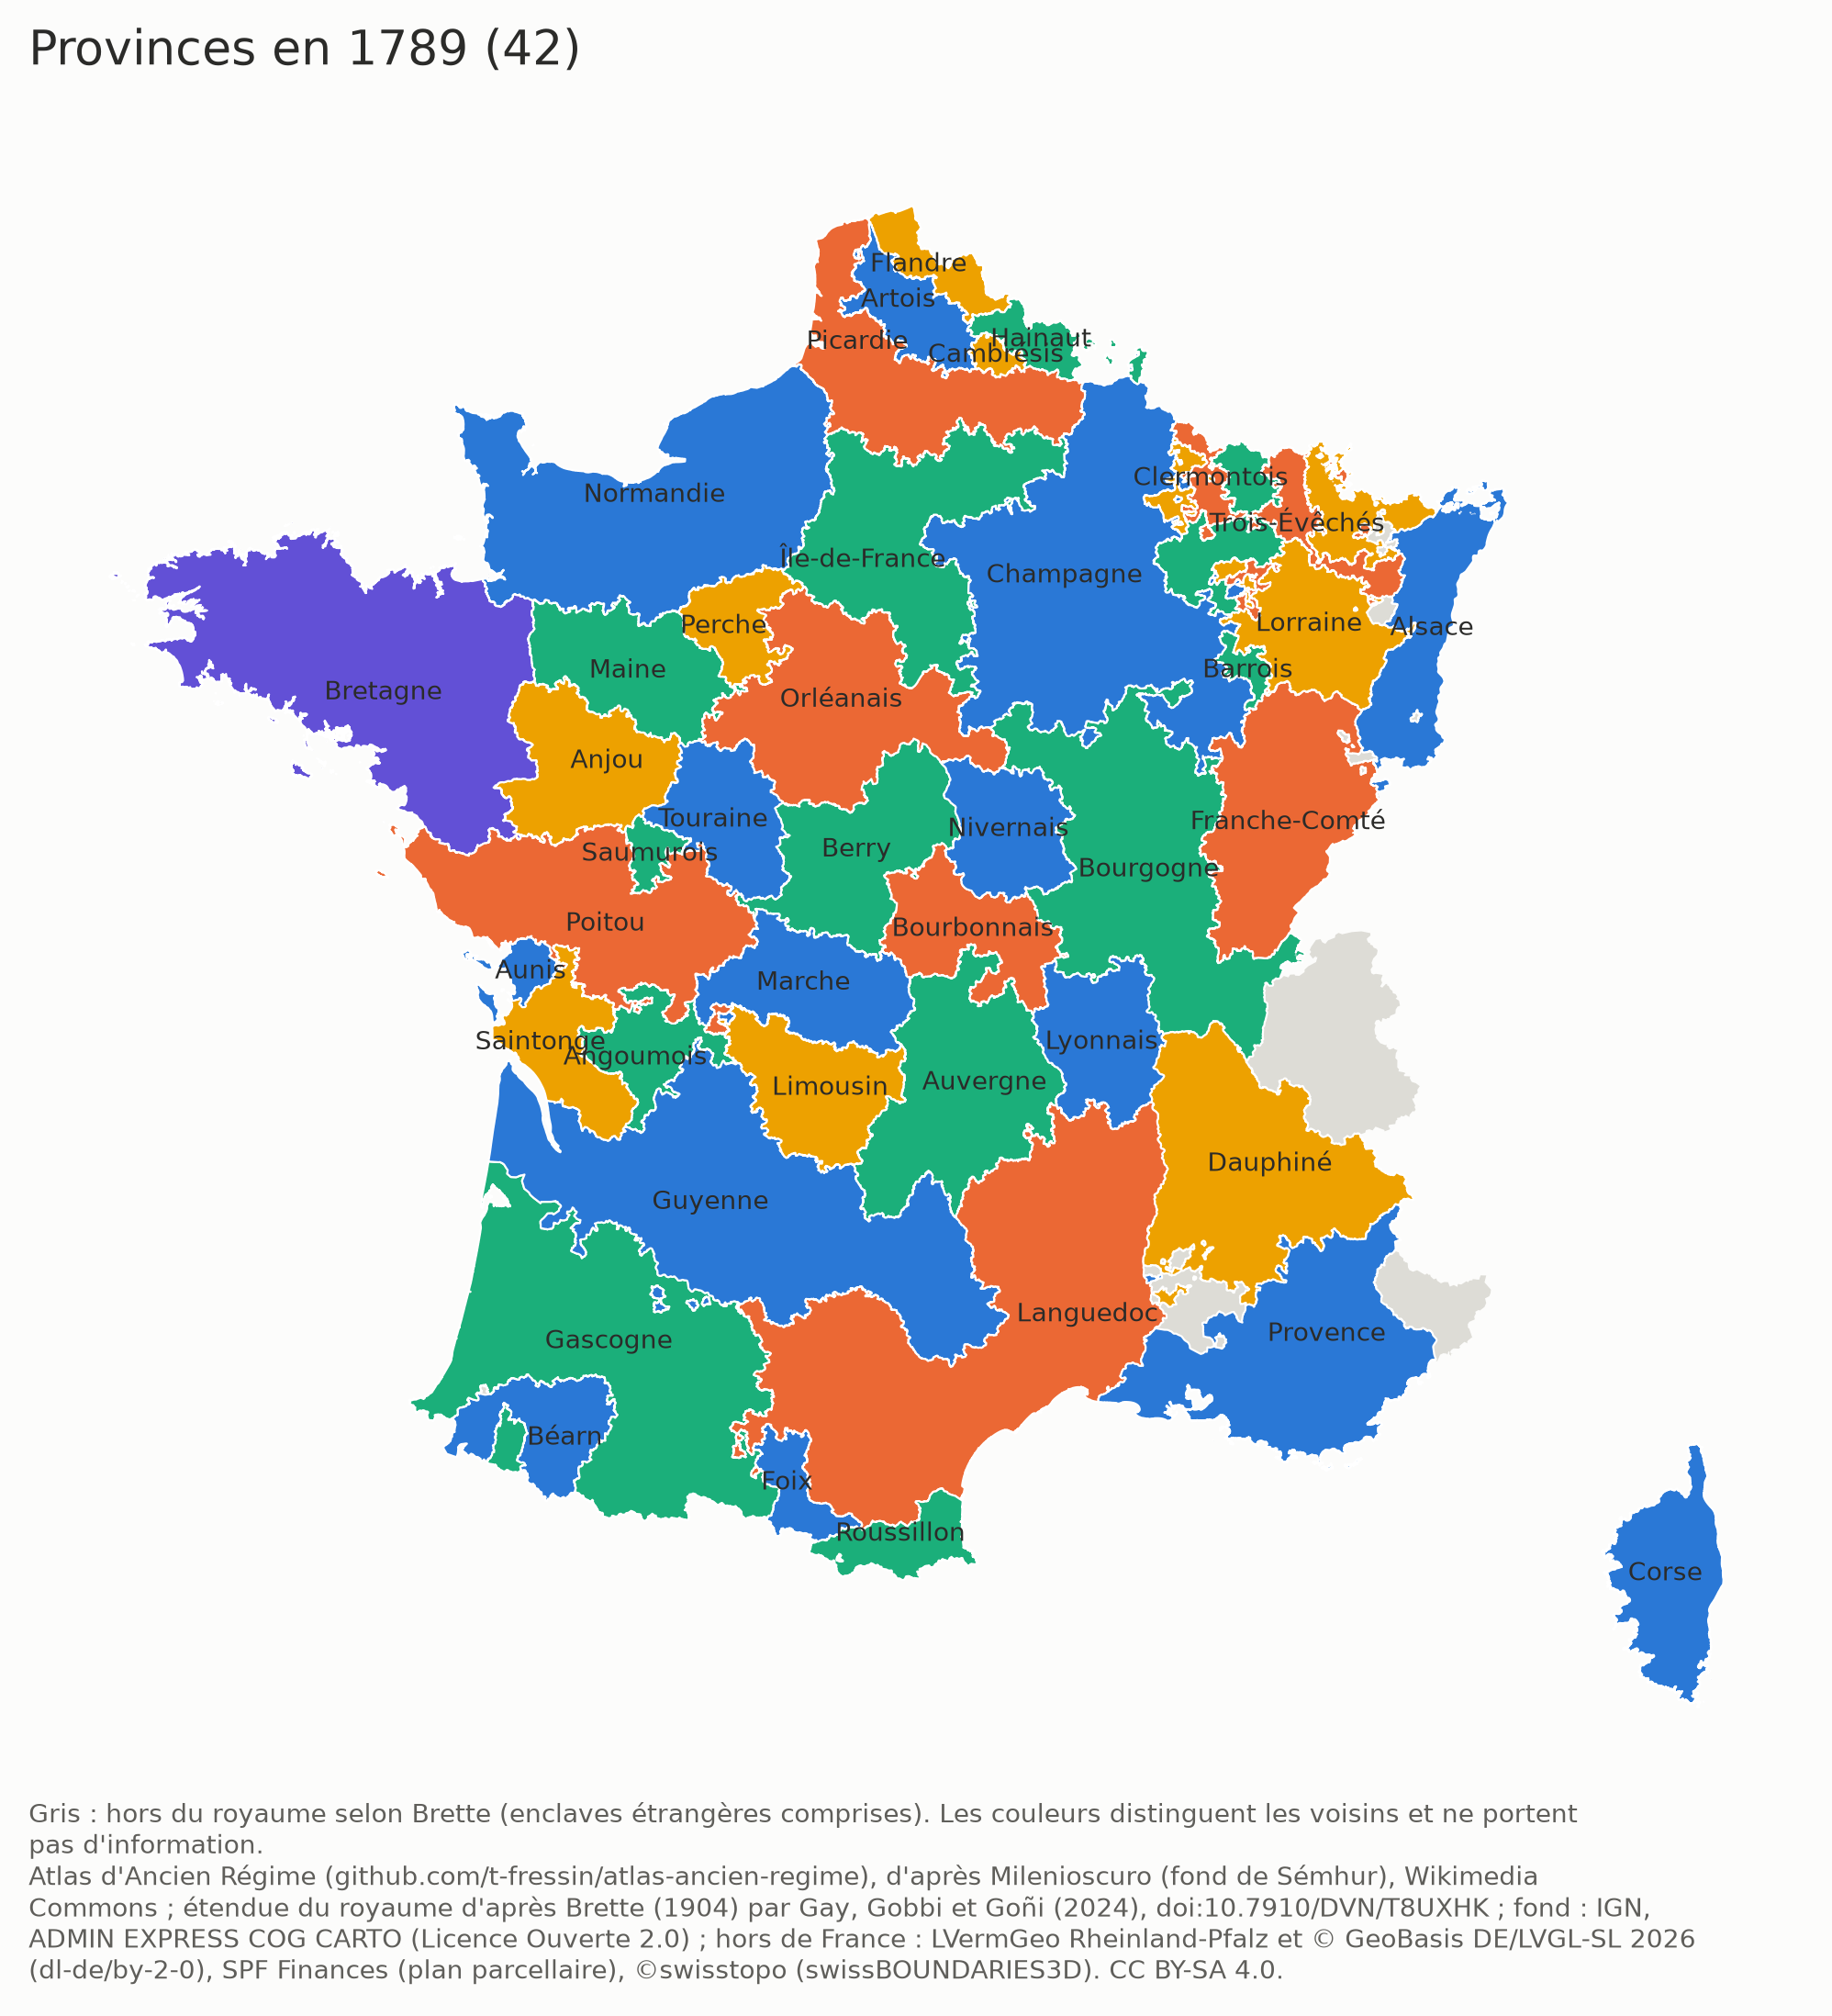 Provinces en 1789 (42)
Flandre
Artois
Picardie
Hainaut
Cambrésis
Normandie
Clermontois
Trois-Évêchés
Île-de-France
Champagne
Perche
Lorraine
Alsace
Maine
Barrois
Bretagne
Orléanais
Anjou
Touraine
Nivernais
Franche-Comté
Saumurois
Berry
Bourgogne
Poitou
Bourbonnais
Aunis
Marche
Saintonge
Angoumois
Lyonnais
Limousin
Auvergne
Dauphiné
Guyenne
Languedoc
Gascogne
Provence
Béarn
Foix
Roussillon
Corse
Gris : hors du royaume selon Brette (enclaves étrangères comprises). Les couleurs distinguent les voisins et ne portent
pas d'information.
Atlas d'Ancien Régime (github.com/t-fressin/atlas-ancien-regime), d'après Milenioscuro (fond de Sémhur), Wikimedia
Commons ; étendue du royaume d'après Brette (1904) par Gay, Gobbi et Goñi (2024), doi:10.7910/DVN/T8UXHK ; fond : IGN,
ADMIN EXPRESS COG CARTO (Licence Ouverte 2.0) ; hors de France : LVermGeo Rheinland-Pfalz et © GeoBasis DE/LVGL-SL 2026
(dl-de/by-2-0), SPF Finances (plan parcellaire), ©swisstopo (swissBOUNDARIES3D). CC BY-SA 4.0.